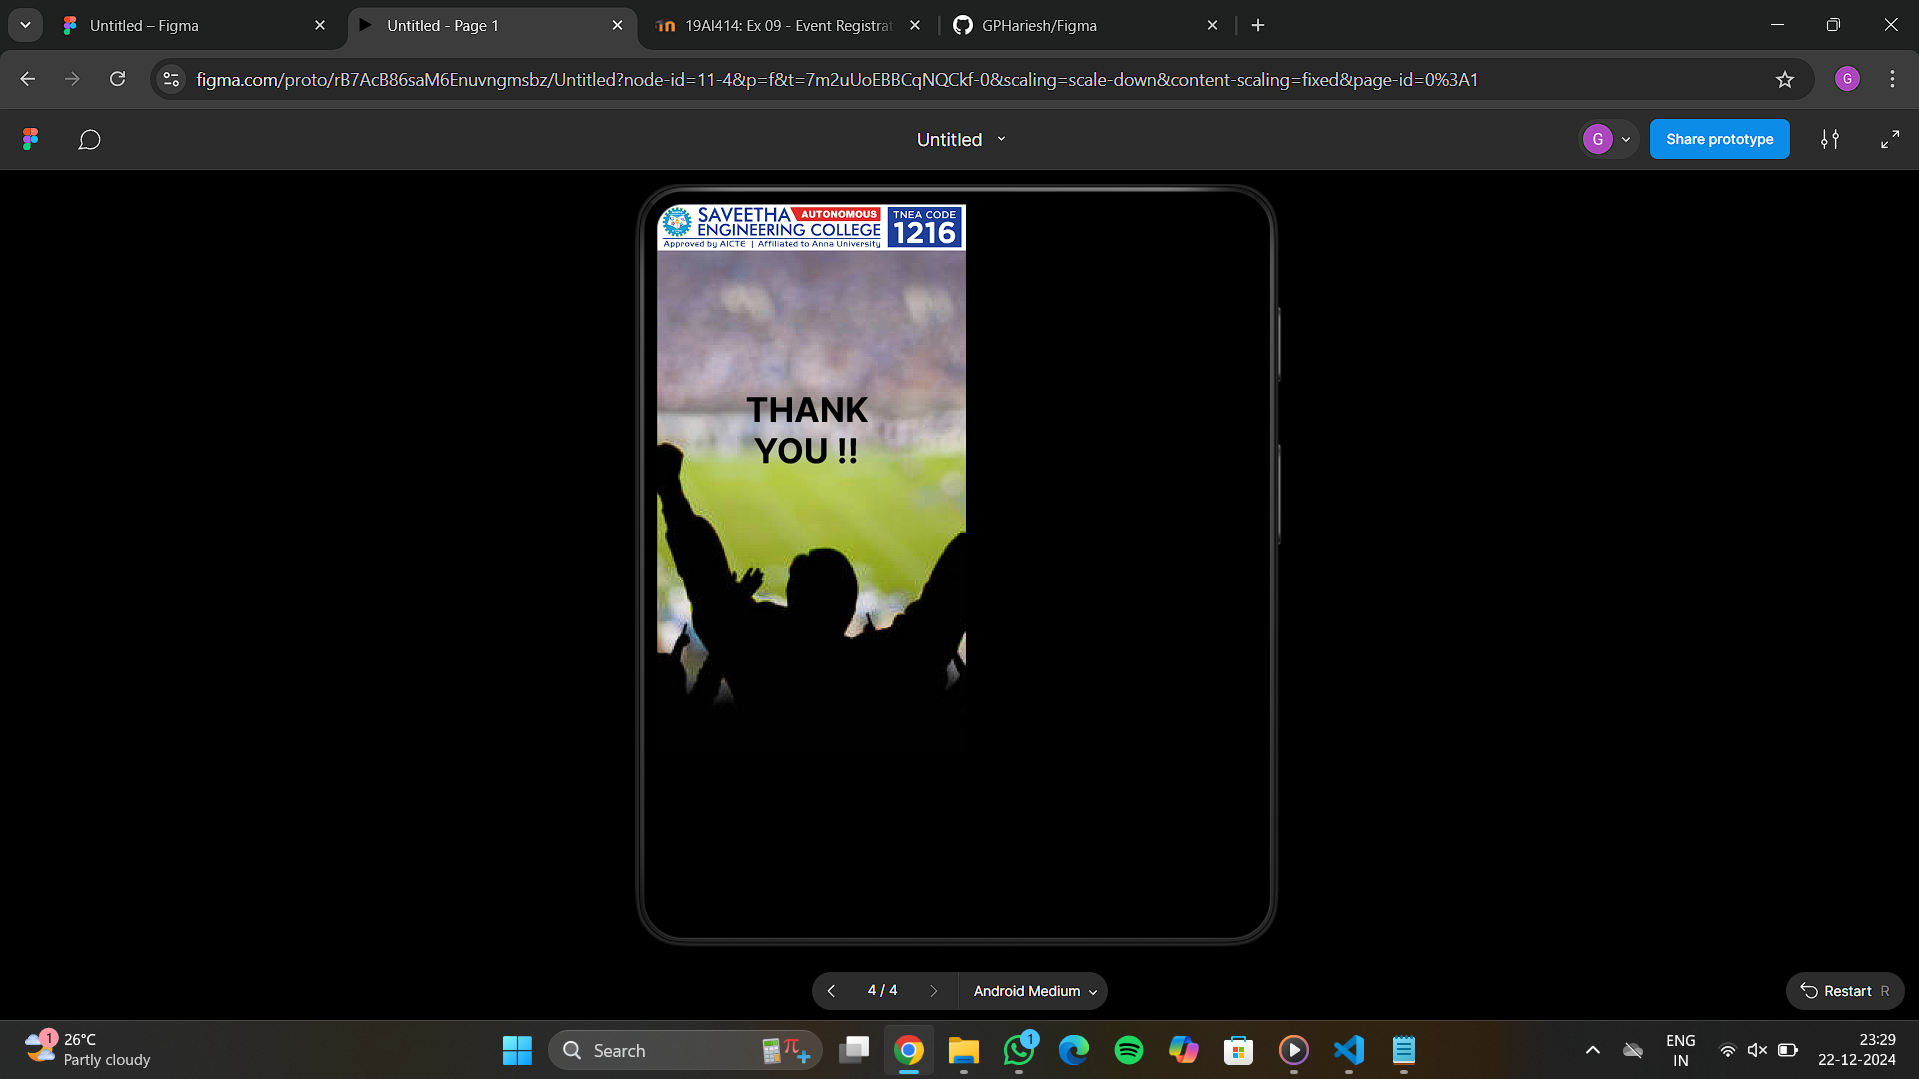 Untitled – Figma
Untitled - Page 1
19AI414: Ex 09 - Event Registrat
GPHariesh/Figma
figma.com/proto/rB7AcB86saM6Enuvngmsbz/Untitled?node-id=11-4&p=f&t=7m2uUoEBBCqNQCkf-0&scaling=scale-down&content-scaling=fixed&page-id=0%3A1
G
Untitled
G
Share prototype
SAVEETHA AUTONOMOUS
ENGINEERING COLLEGE
Approved by AICTE | Affiliated to Anna University
TNEA CODE
1216
THANK
YOU !!
4 / 4
Android Medium
Restart R
1
26°C
Partly cloudy
Search
1
ENG
IN
23:29
22-12-2024